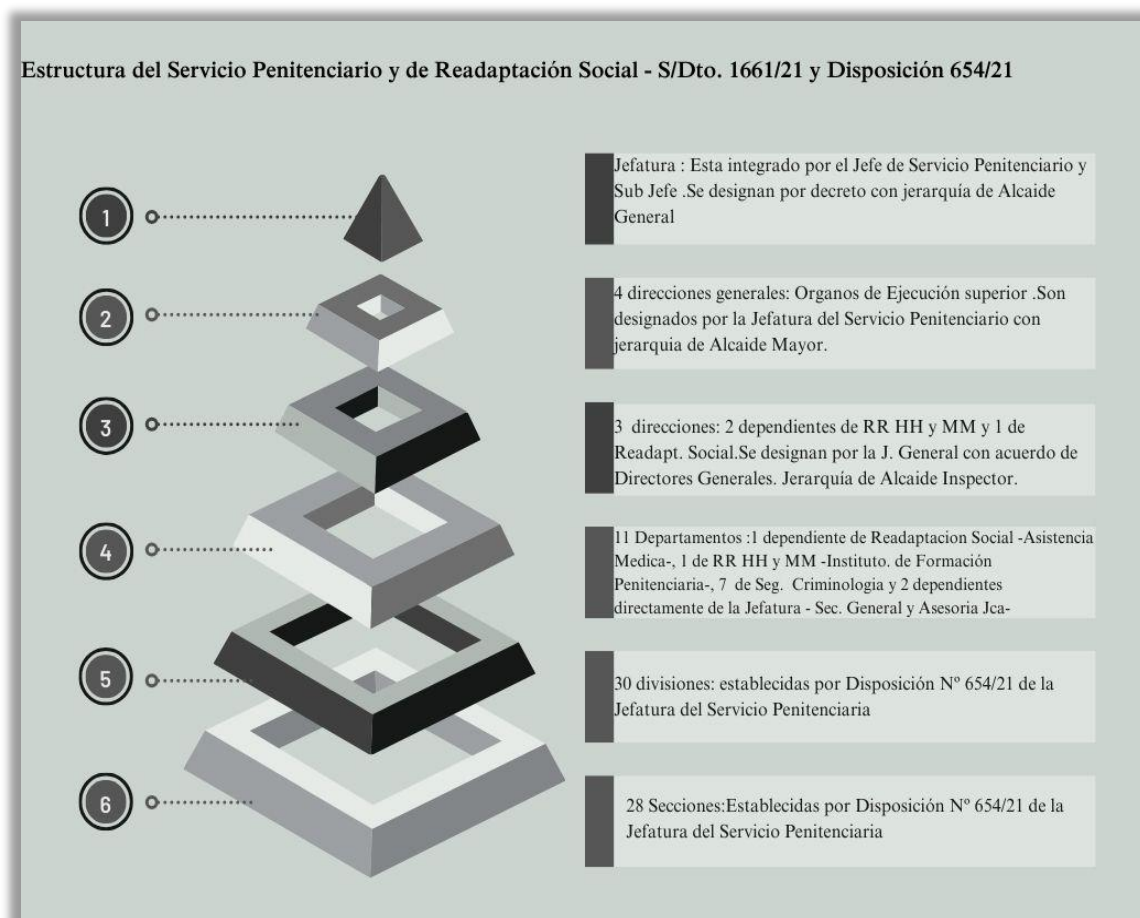 Estructura del Servicio Penitenciario y de Readaptación Social - S/Dto. 1661/21 y Disposición 654/21
1
Jefatura : Esta integrado por el Jefe de Servicio Penitenciario y
Sub Jefe .Se designan por decreto con jerarquía de Alcaide
General
2
4 direcciones generales: Organos de Ejecución superior .Son
designados por la Jefatura del Servicio Penitenciario con
jerarquia de Alcaide Mayor.
3
3 direcciones: 2 dependientes de RR HH y MM y 1 de
Readapt. Social.Se designan por la J. General con acuerdo de
Directores Generales. Jerarquía de Alcaide Inspector.
4
11 Departamentos :1 dependiente de Readaptacion Social -Asistencia
Medica-, 1 de RR HH y MM -Instituto. de Formación
Penitenciaria-, 7 de Seg. Criminologia y 2 dependientes
directamente de la Jefatura - Sec. General y Asesoria Jca-
5
30 divisiones: establecidas por Disposición Nº 654/21 de la
Jefatura del Servicio Penitenciaria
6
28 Secciones:Establecidas por Disposición Nº 654/21 de la
Jefatura del Servicio Penitenciaria